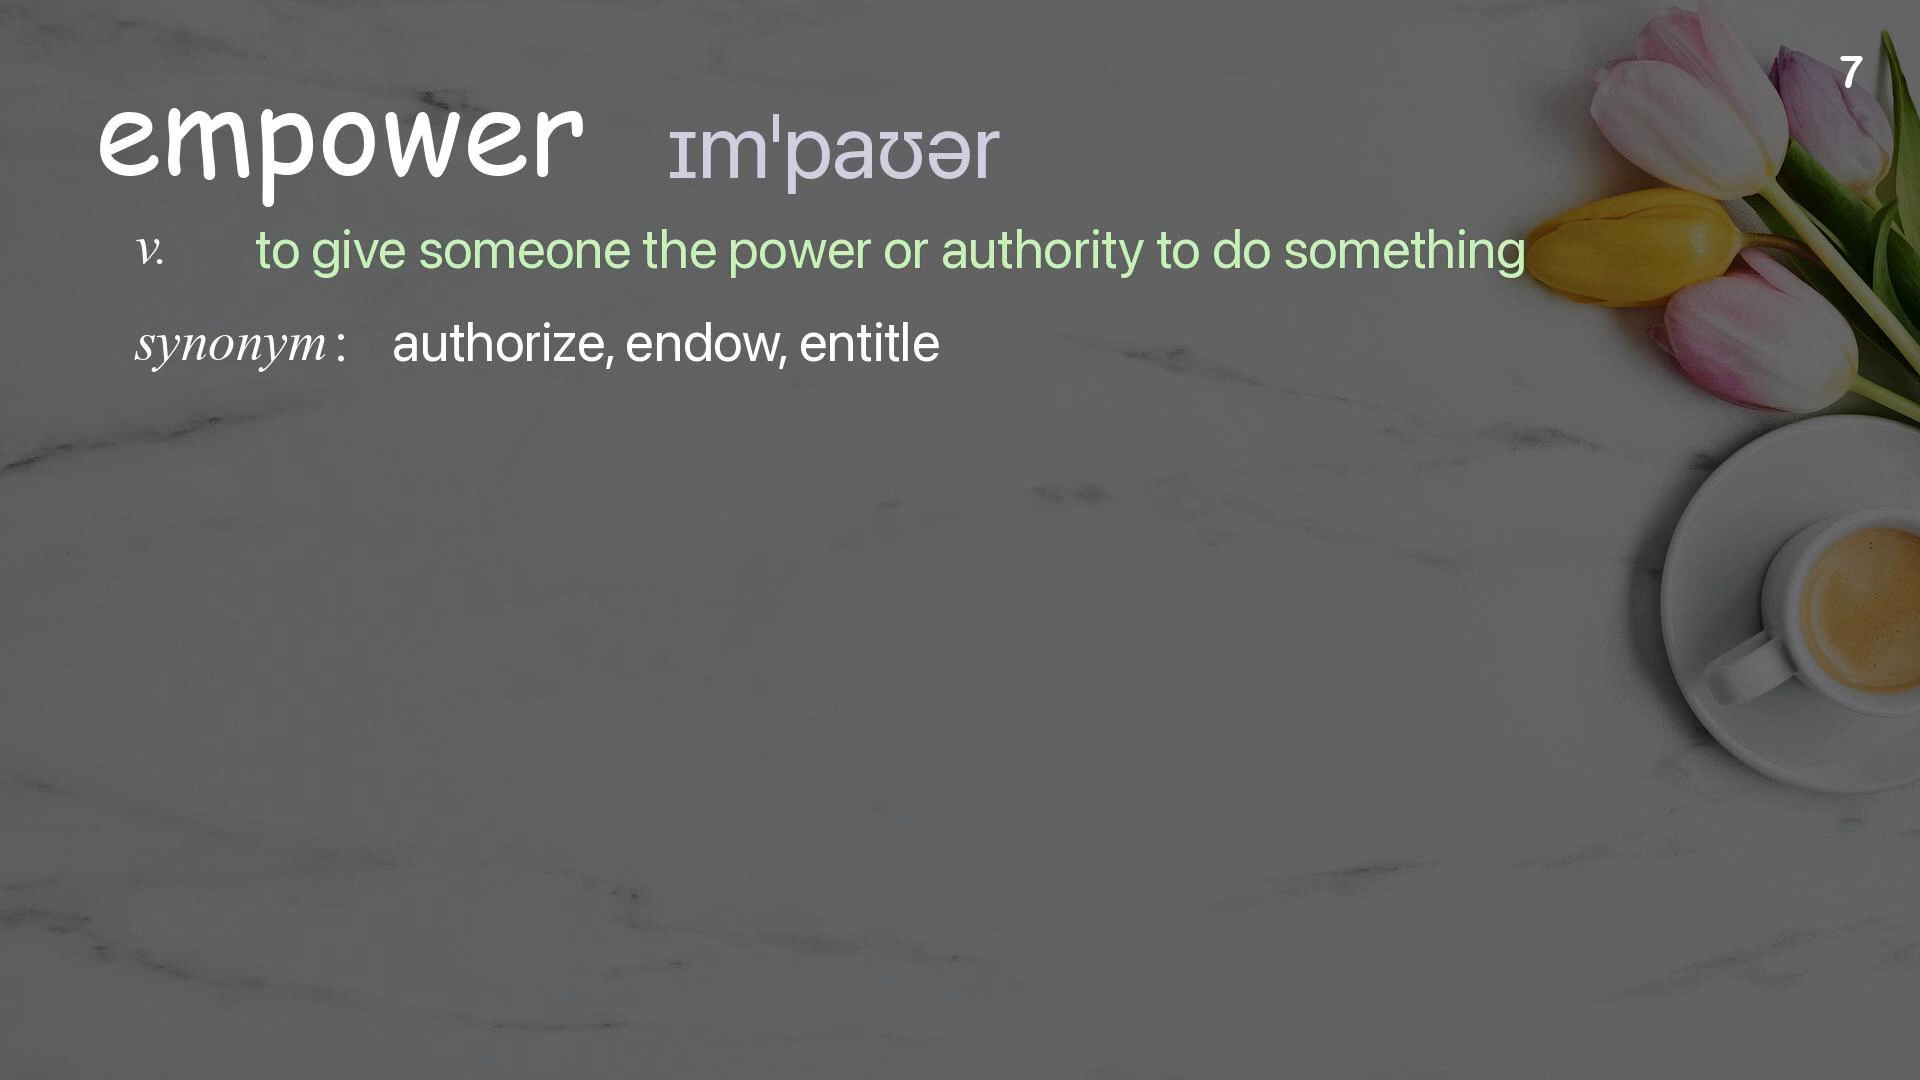 7
empower ɪmˈpaʊər
v. to give someone the power or authority to do something
synonym : authorize, endow, entitle